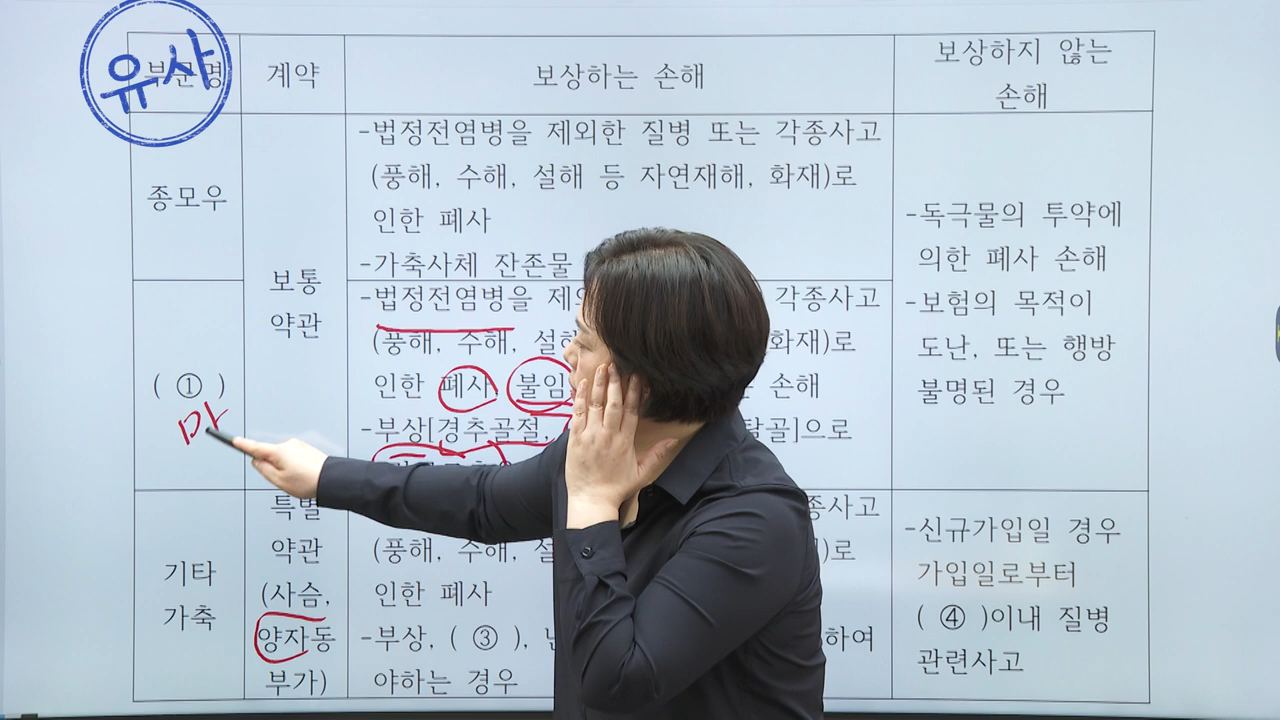 유사
부문명 계약 보상하는 손해 보상하지 않는
손해
종모우
보통
약관
-법정전염병을 제외한 질병 또는 각종사고
(풍해, 수해, 설해 등 자연재해, 화재)로
인한 폐사
-가축사체 잔존물
( ① )
마
-법정전염병을 각종사고
(풍해, 수해, 화재)로
인한 폐사 불임 손해
-부상[경추골절, 탈골]으로
-독극물의 투약에
의한 폐사 손해
-보험의 목적이
도난, 또는 행방
불명된 경우
기타
가축
특별
약관
(사슴,
양자동
부가)
(풍해, 수해,
인한 폐사
-부상, ( ③ ),
야하는 경우
-신규가입일 경우
가입일로부터
( ④ )이내 질병
관련사고